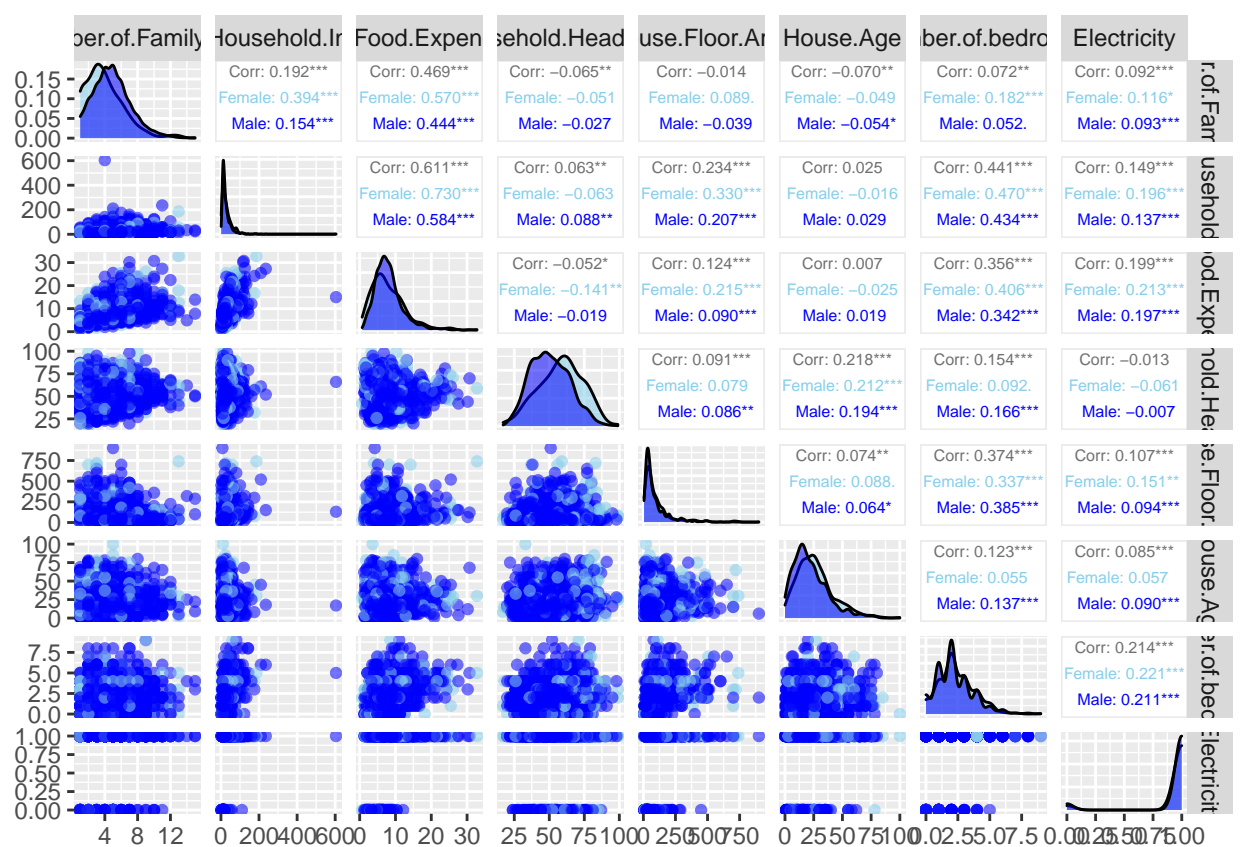 ber.of.Family Household.In Food.Expen sehold.Head use.Floor.Ar House.Age ber.of.bedro Electricity
Corr: 0.192*** Corr: 0.469*** Corr: −0.065** Corr: −0.014 Corr: −0.070** Corr: 0.072** Corr: 0.092***
Female: 0.394*** Female: 0.570*** Female: −0.051 Female: 0.089. Female: −0.049 Female: 0.182*** Female: 0.116*
Male: 0.154*** Male: 0.444*** Male: −0.027 Male: −0.039 Male: −0.054* Male: 0.052. Male: 0.093***
0.15
0.10
0.05
0.00
r.of.Fam
Corr: 0.611*** Corr: 0.063** Corr: 0.234*** Corr: 0.025 Corr: 0.441*** Corr: 0.149***
Female: 0.730*** Female: −0.063 Female: 0.330*** Female: −0.016 Female: 0.470*** Female: 0.196***
Male: 0.584*** Male: 0.088** Male: 0.207*** Male: 0.029 Male: 0.434*** Male: 0.137***
600
400
200
0
usehold
Corr: −0.052* Corr: 0.124*** Corr: 0.007 Corr: 0.356*** Corr: 0.199***
Female: −0.141** Female: 0.215*** Female: −0.025 Female: 0.406*** Female: 0.213***
Male: −0.019 Male: 0.090*** Male: 0.019 Male: 0.342*** Male: 0.197***
30
20
10
0
od.Expe
Corr: 0.091*** Corr: 0.218*** Corr: 0.154*** Corr: −0.013
Female: 0.079 Female: 0.212*** Female: 0.092. Female: −0.061
Male: 0.086** Male: 0.194*** Male: 0.166*** Male: −0.007
100
75
50
25
hold.Hea
Corr: 0.074** Corr: 0.374*** Corr: 0.107***
Female: 0.088. Female: 0.337*** Female: 0.151**
Male: 0.064* Male: 0.385*** Male: 0.094***
750
500
250
0
se.Floor.
Corr: 0.123*** Corr: 0.085***
Female: 0.055 Female: 0.057
Male: 0.137*** Male: 0.090***
100
75
50
25
0
ouse.Ag
Corr: 0.214***
Female: 0.221***
Male: 0.211***
7.5
5.0
2.5
0.0
er.of.bed
1.00
0.75
0.50
0.25
0.00
Electricit
4 8 12 0 200 400 600 0 10 20 30 25 50 75 100 0 250 500 750 0 25 50 75 100 0.0 2.5 5.0 7.5 0.00 0.25 0.50 0.75 1.00